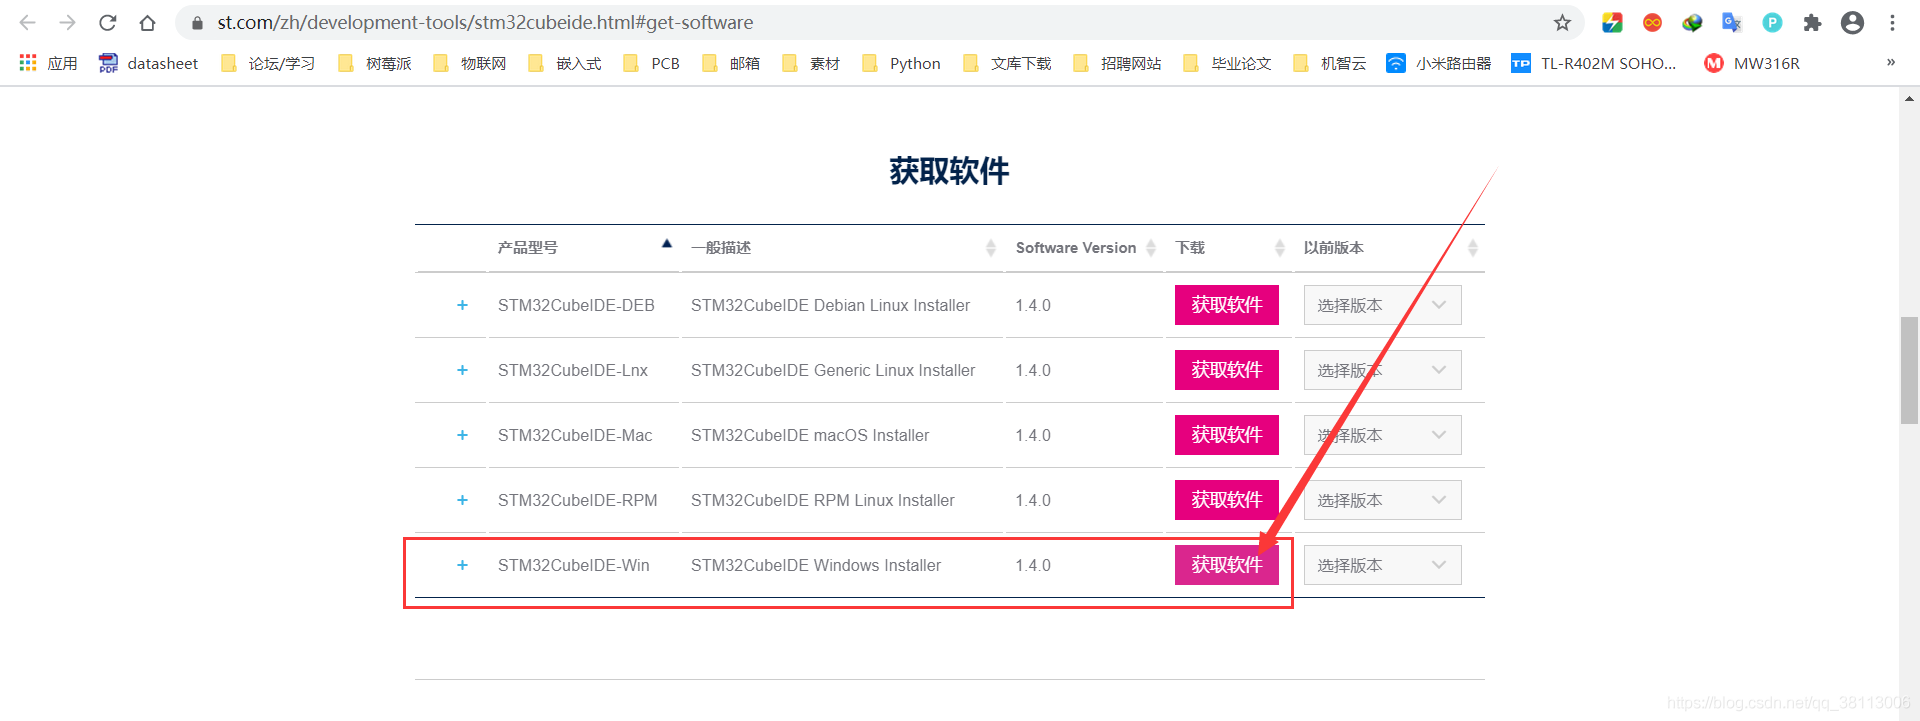 st.com/zh/development-tools/stm32cubeide.html#get-software
应用 datasheet 论坛/学习 树莓派 物联网 嵌入式 PCB 邮箱 素材 Python 文库下载 招聘网站 毕业论文 机智云 小米路由器 TL-R402M SOHO... MW316R »
获取软件
产品型号 一般描述 Software Version 下载 以前版本
+ STM32CubeIDE-DEB STM32CubeIDE Debian Linux Installer 1.4.0 获取软件 选择版本
+ STM32CubeIDE-Lnx STM32CubeIDE Generic Linux Installer 1.4.0 获取软件 选择版本
+ STM32CubeIDE-Mac STM32CubeIDE macOS Installer 1.4.0 获取软件 选择版本
+ STM32CubeIDE-RPM STM32CubeIDE RPM Linux Installer 1.4.0 获取软件 选择版本
+ STM32CubeIDE-Win STM32CubeIDE Windows Installer 1.4.0 获取软件 选择版本
https://blog.csdn.net/qq_38113006